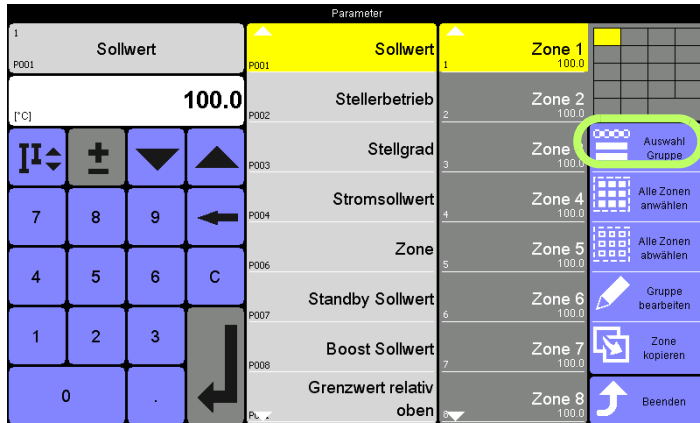 Parameter
1
Sollwert
P001
100.0
[°C]
7
8
9
4
5
6
C
1
2
3
0
.
Sollwert
P001
Stellerbetrieb
P002
Stellgrad
P003
Stromsollwert
P004
Zone
P006
Standby Sollwert
P007
Boost Sollwert
P008
Grenzwert relativ
oben
Zone 1
1
100.0
Zone 2
2
100.0
Zone
3
100.0
Zone 4
4
100.0
Zone 5
5
100.0
Zone 6
6
100.0
Zone 7
7
100.0
Zone 8
8
100.0
Auswahl
Gruppe
Alle Zonen
anwählen
Alle Zonen
abwählen
Gruppe
bearbeiten
Zone
kopieren
Beenden